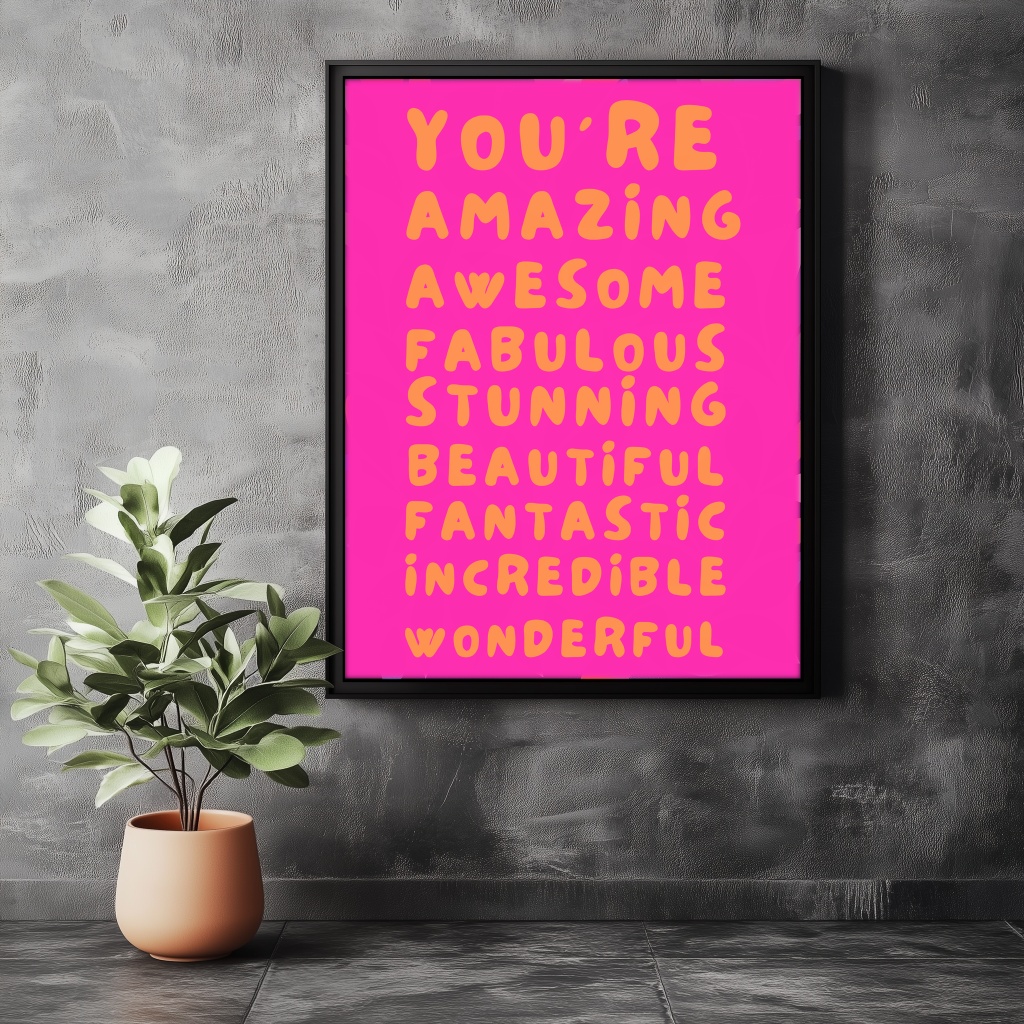 YOU'RE
AMAZING
AWESOME
FABULOUS
STUNNING
BEAUTIFUL
FANTASTIC
INCREDIBLE
WONDERFUL